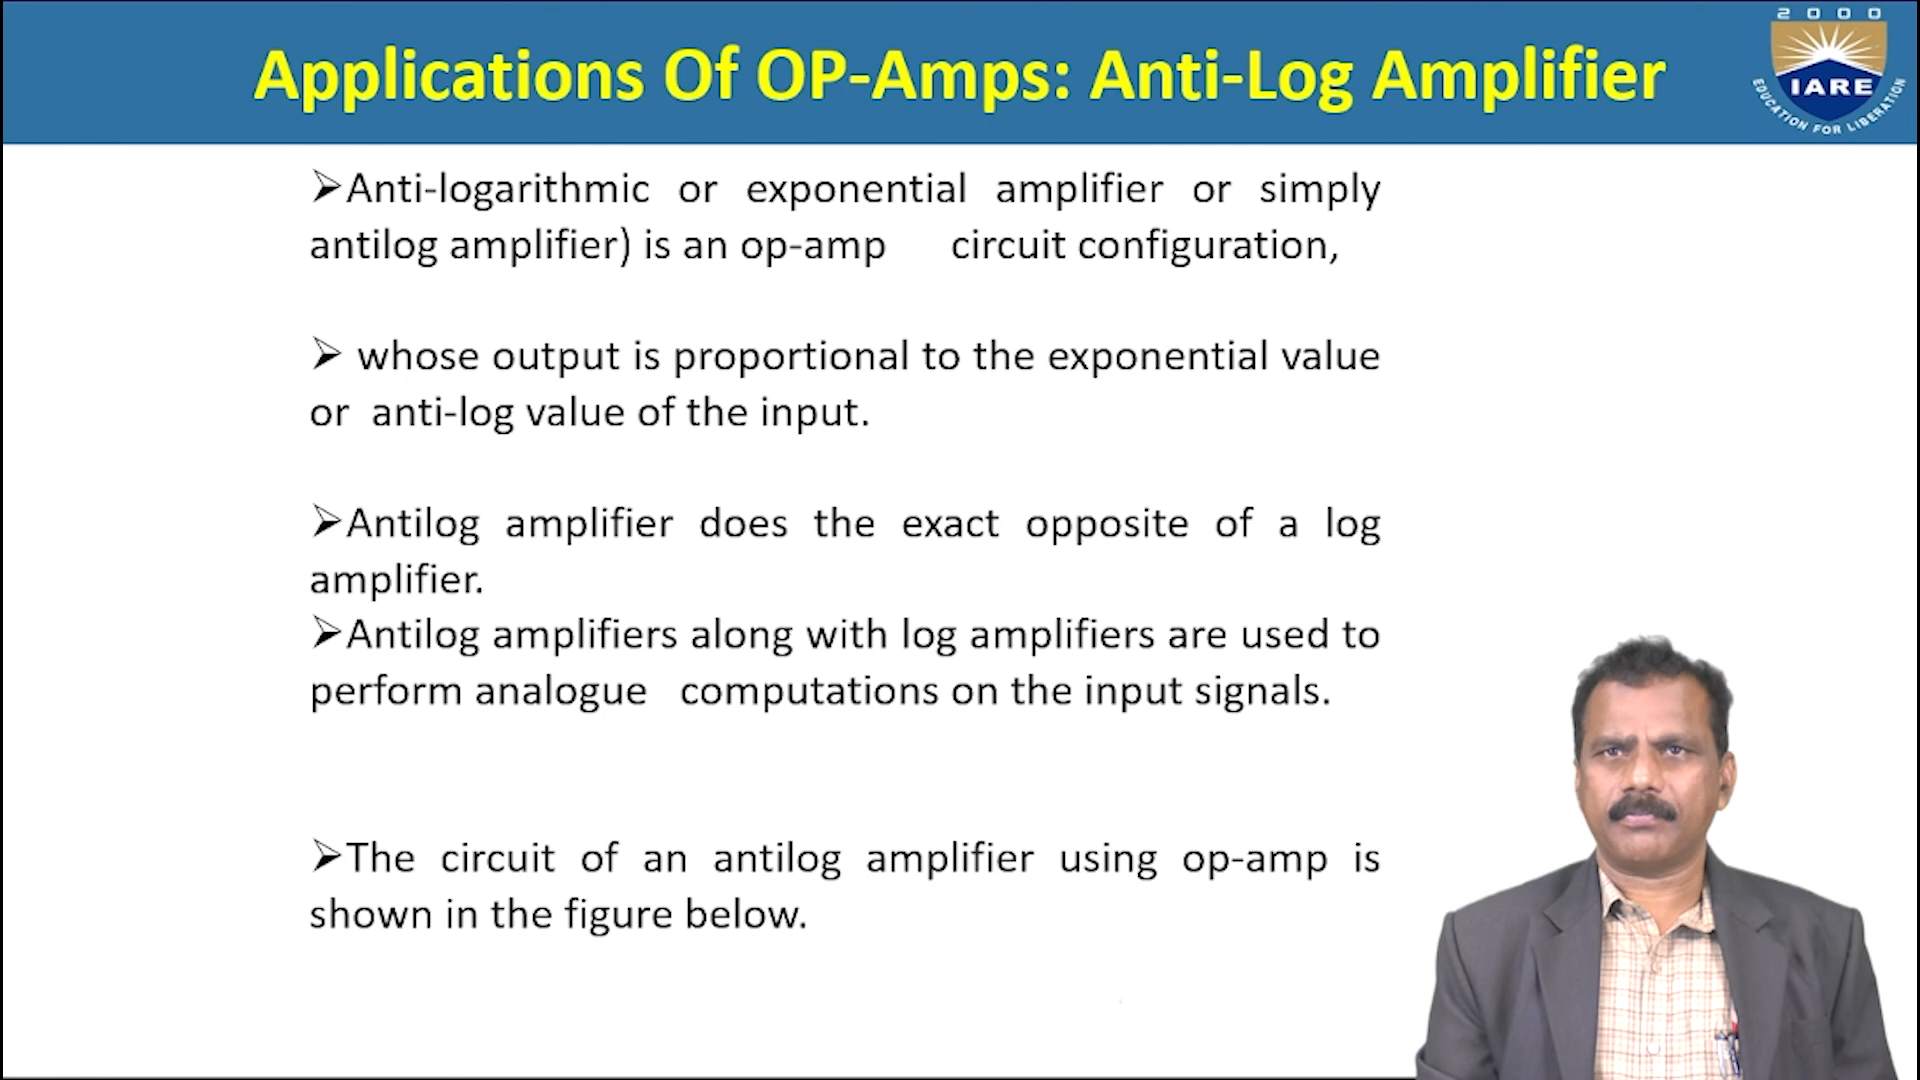 Applications Of OP-Amps: Anti-Log Amplifier
2000
IARE
EDUCATION FOR LIBERATION
➢Anti-logarithmic or exponential amplifier or simply
antilog amplifier) is an op-amp circuit configuration,
➢ whose output is proportional to the exponential value
or anti-log value of the input.
➢Antilog amplifier does the exact opposite of a log
amplifier.
➢Antilog amplifiers along with log amplifiers are used to
perform analogue computations on the input signals.
➢The circuit of an antilog amplifier using op-amp is
shown in the figure below.